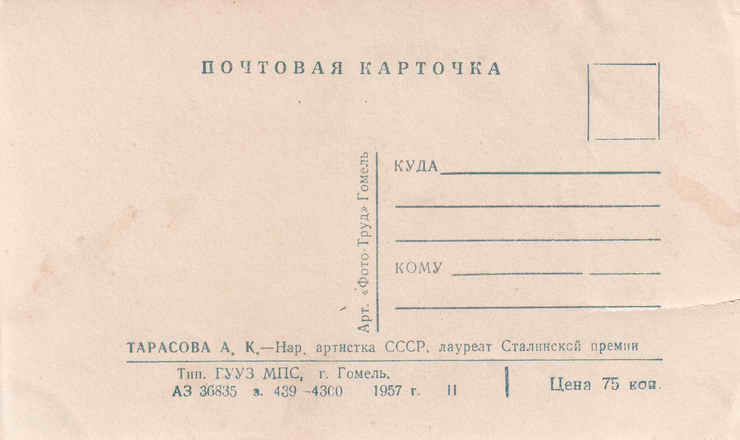 ПОЧТОВАЯ КАРТОЧКА
КУДА
КОМУ
Арт. «Фото-Труд» Гомель
ТАРАСОВА А. К.—Нар. артистка СССР, лауреат Сталинской премии
Тип. ГУУЗ МПС, г. Гомель.
АЗ 36835 з. 439-4300 1957 г. II
Цена 75 коп.